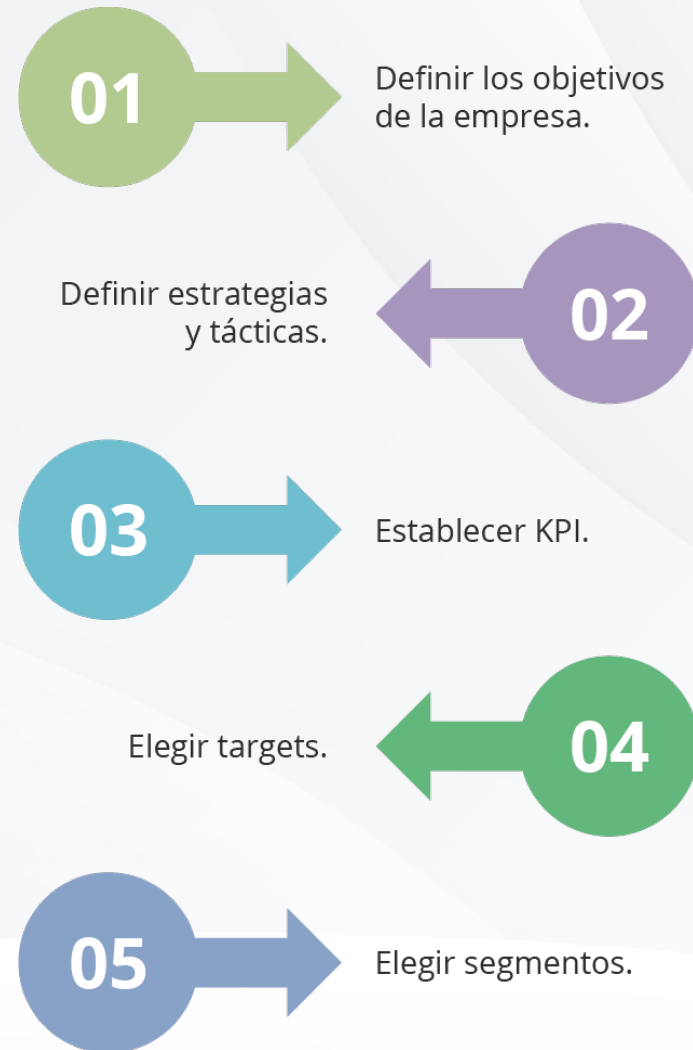 01
Definir los objetivos
de la empresa.
Definir estrategias
y tácticas.
02
03
Establecer KPI.
Elegir targets.
04
05
Elegir segmentos.